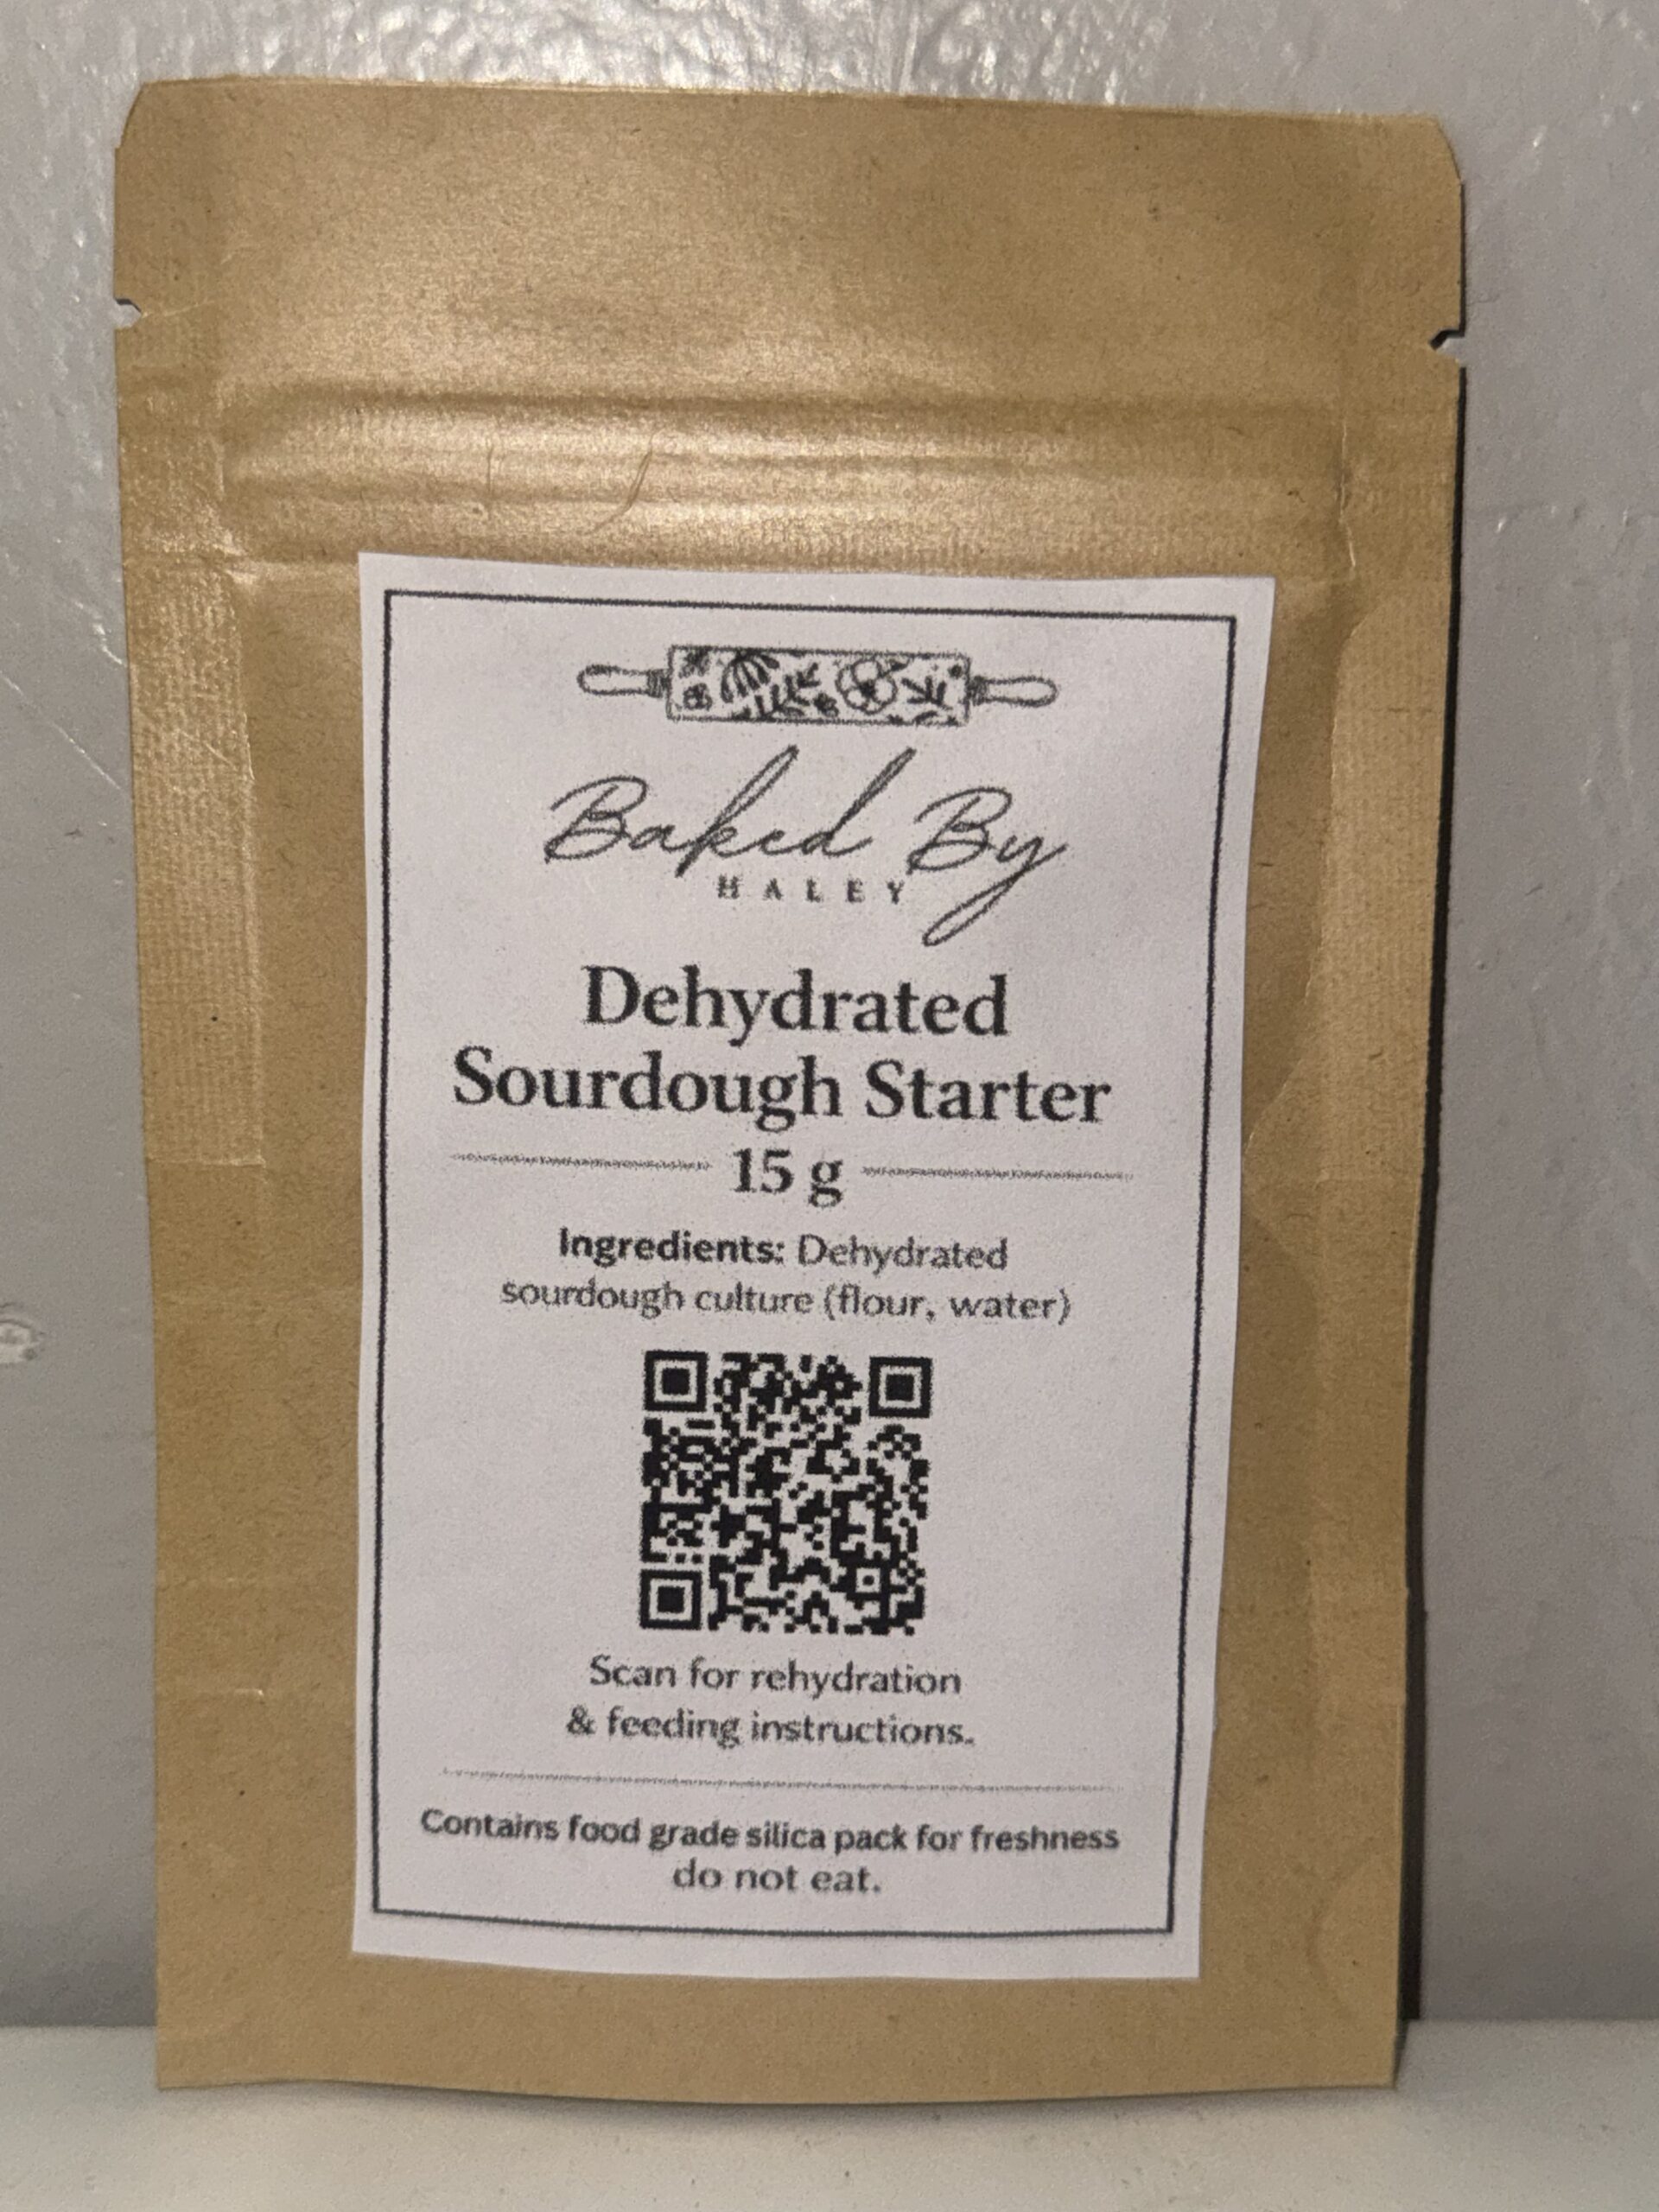 Baked By
HALEY
Dehydrated
Sourdough Starter
15 g
Ingredients: Dehydrated
sourdough culture (flour, water)
Scan for rehydration
& feeding instructions.
Contains food grade silica pack for freshness
do not eat.